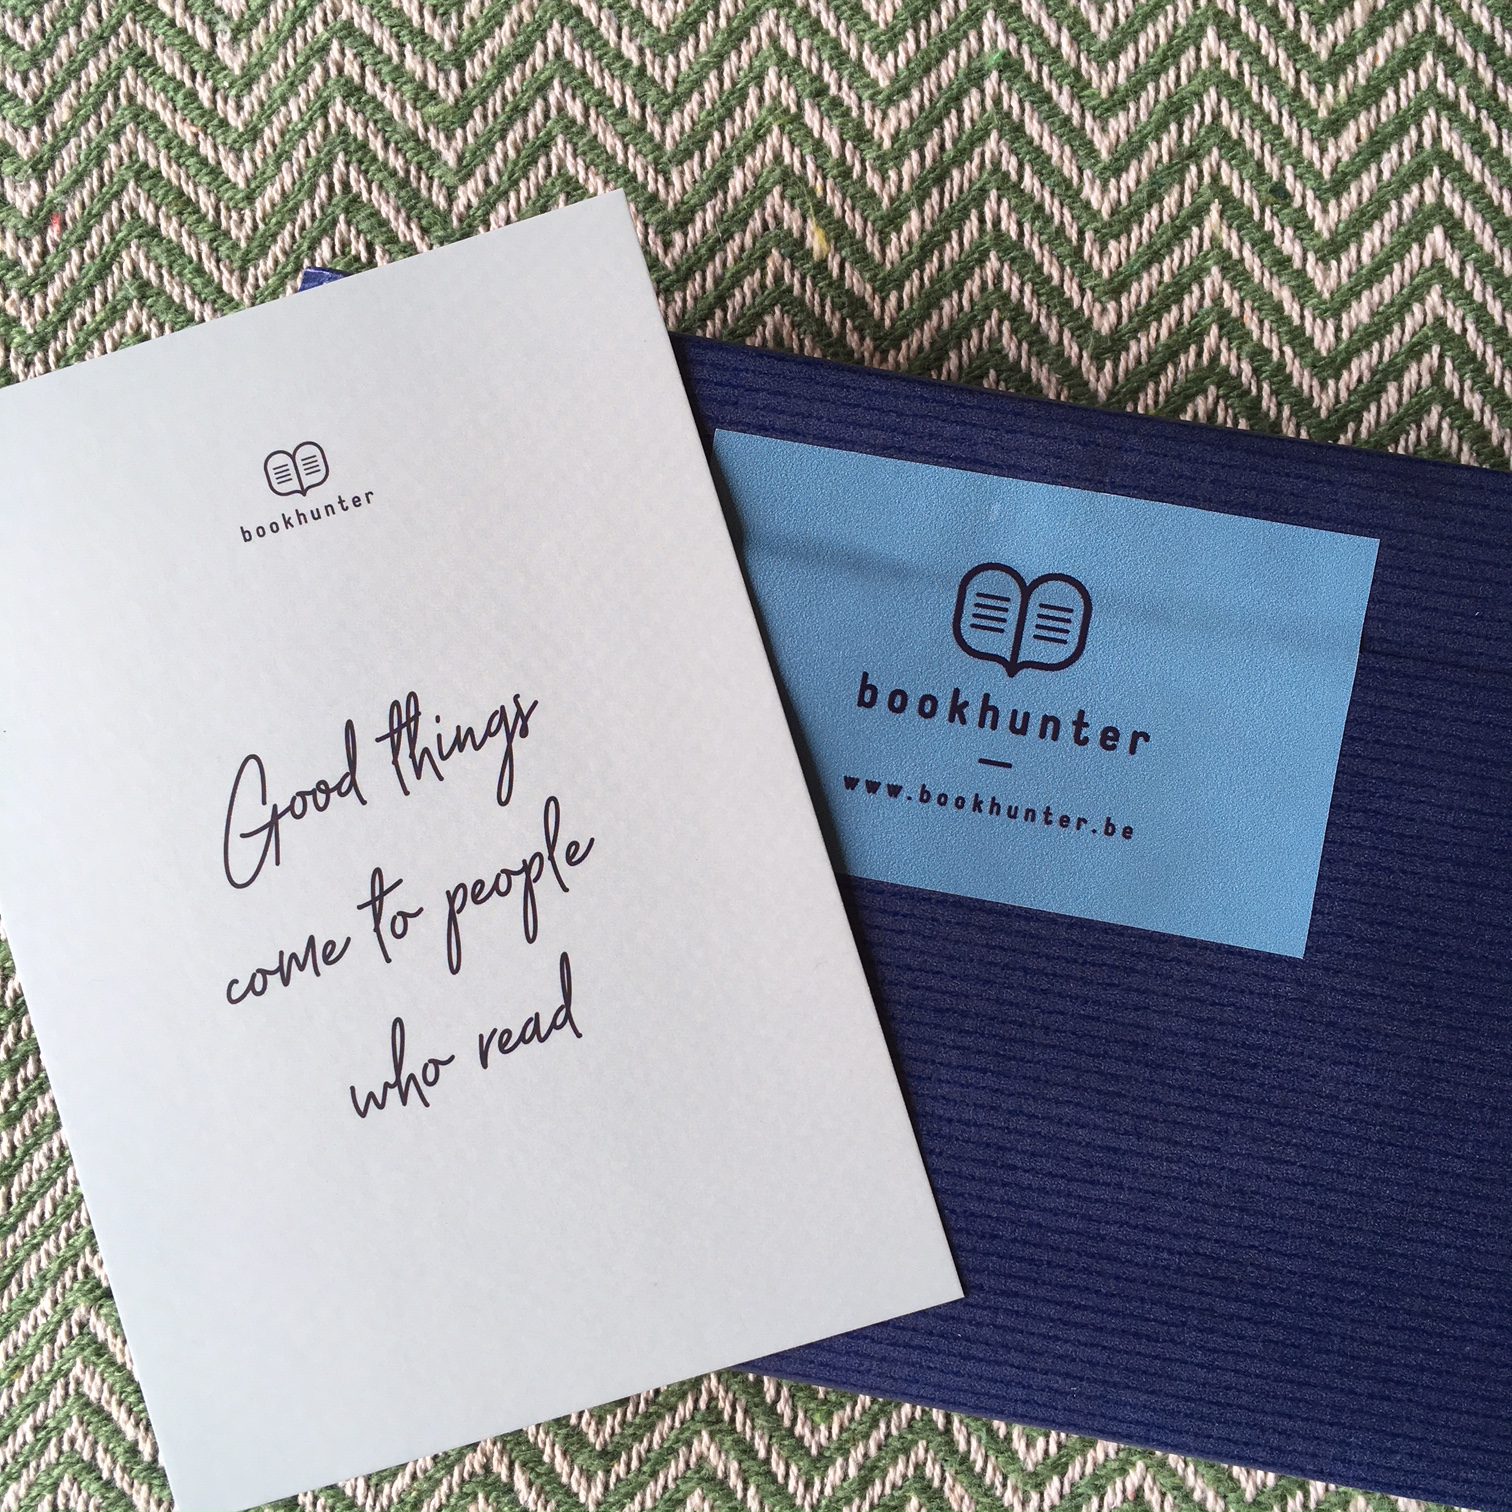 bookhunter
Good things
come to people
who read
bookhunter
www.bookhunter.be